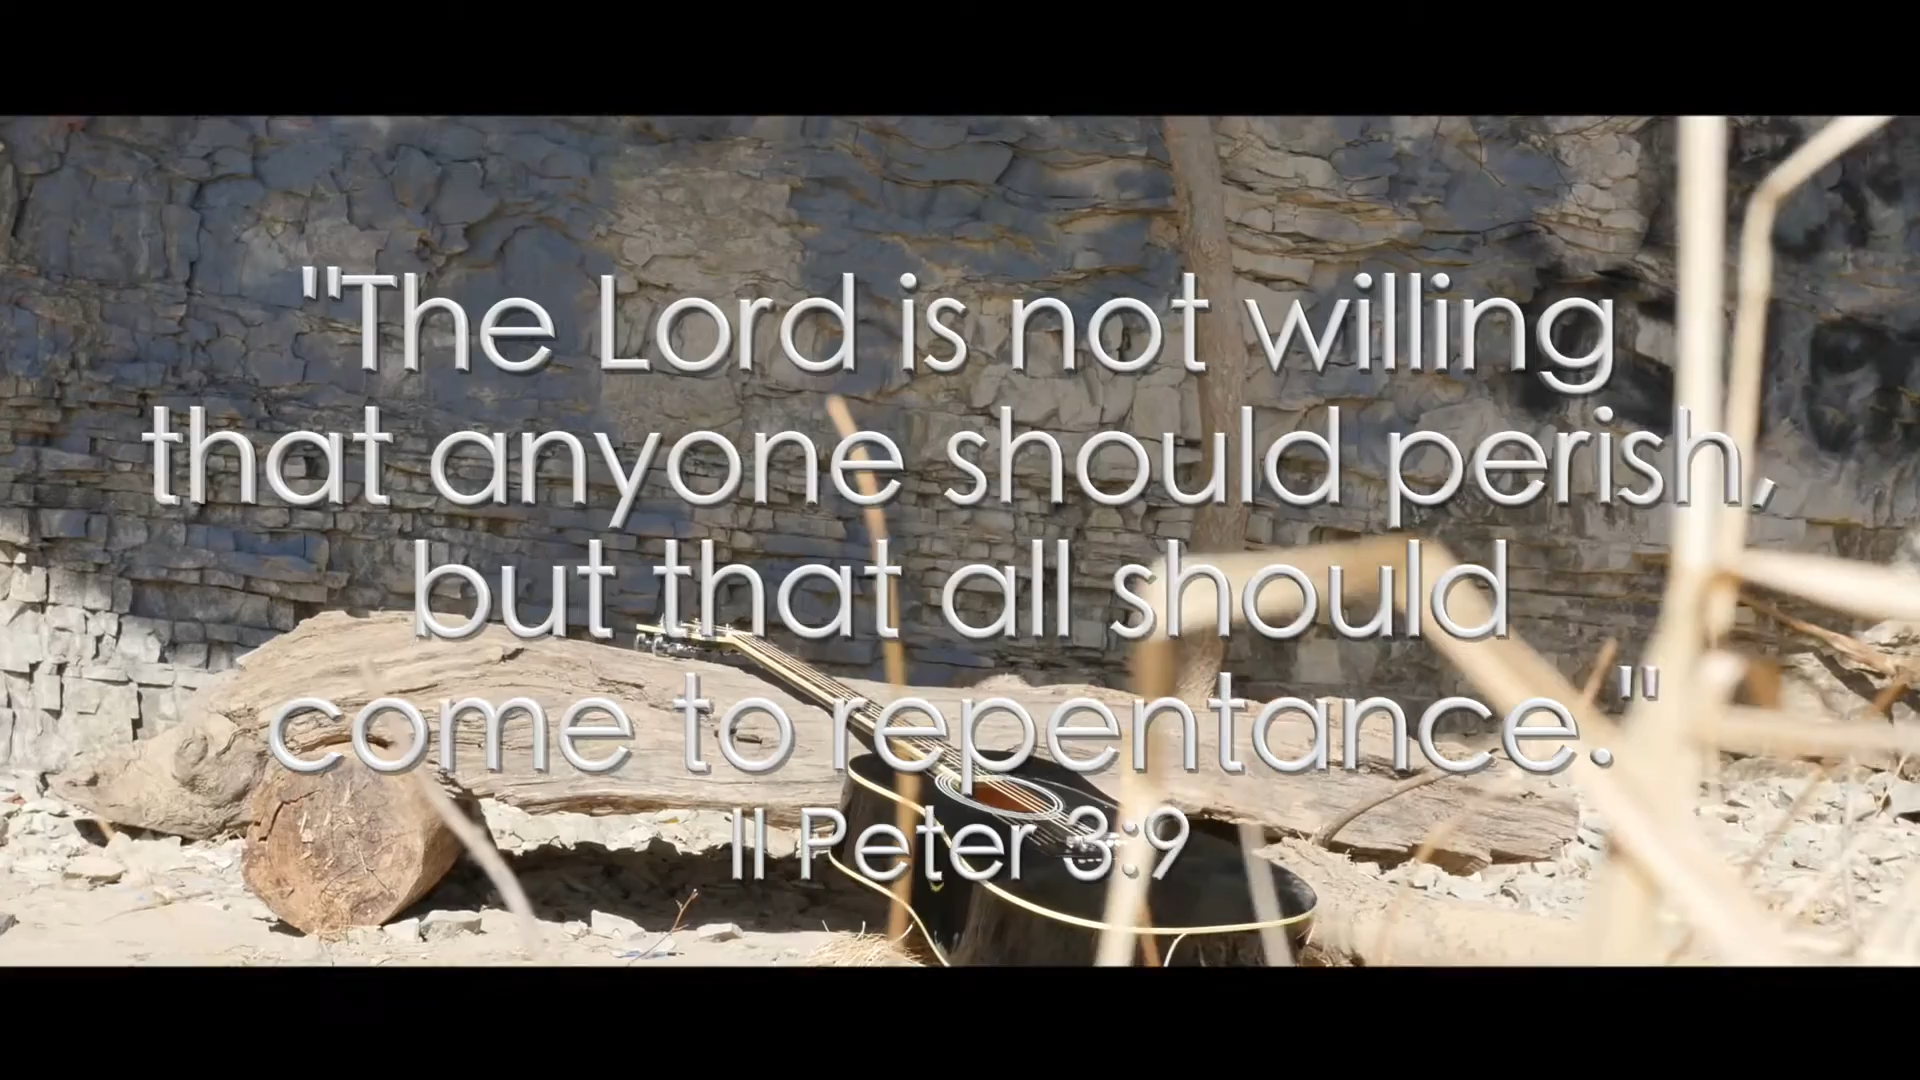 "The Lord is not willing
that anyone should perish,
but that all should
come to repentance."
II Peter 3:9